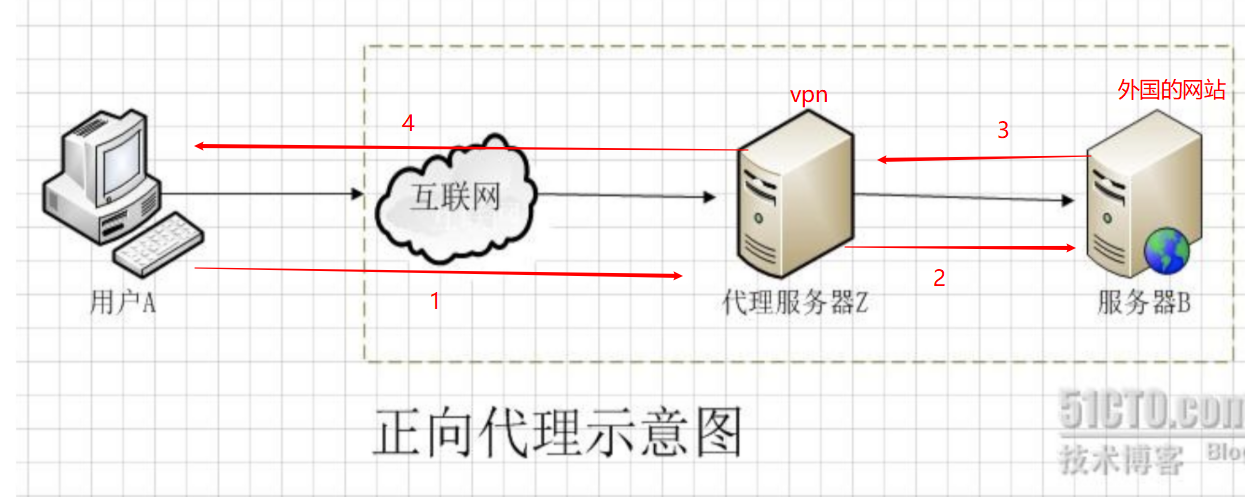 外国的网站
vpn
4
3
互联网
2
1
用户A
代理服务器Z
服务器B
正向代理示意图
51CTO.com
技术博客 Blog